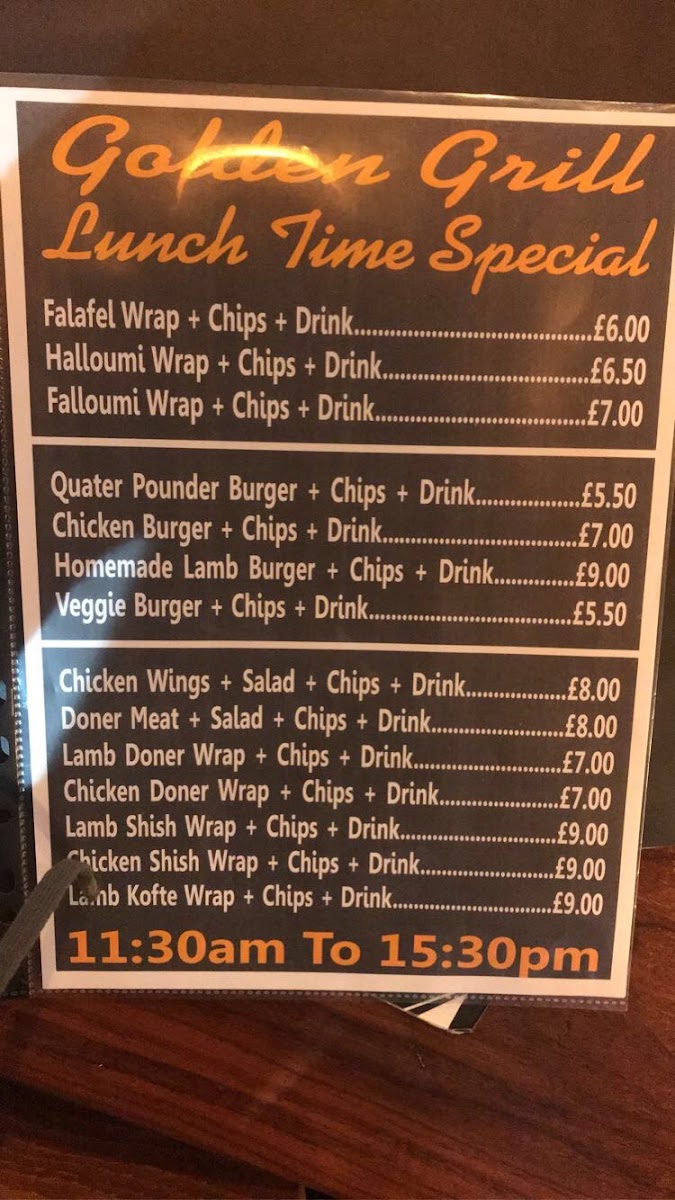 Golden Grill
Lunch Time Special
Falafel Wrap + Chips + Drink........................................£6.00
Halloumi Wrap + Chips + Drink...................................£6.50
Falloumi Wrap + Chips + Drink...................................£7.00
Quater Pounder Burger + Chips + Drink.................£5.50
Chicken Burger + Chips + Drink.................................£7.00
Homemade Lamb Burger + Chips + Drink..............£9.00
Veggie Burger + Chips + Drink...................................£5.50
Chicken Wings + Salad + Chips + Drink..................£8.00
Doner Meat + Salad + Chips + Drink.......................£8.00
Lamb Doner Wrap + Chips + Drink..........................£7.00
Chicken Doner Wrap + Chips + Drink.....................£7.00
Lamb Shish Wrap + Chips + Drink............................£9.00
Chicken Shish Wrap + Chips + Drink........................£9.00
Lamb Kofte Wrap + Chips + Drink.............................£9.00
11:30am To 15:30pm